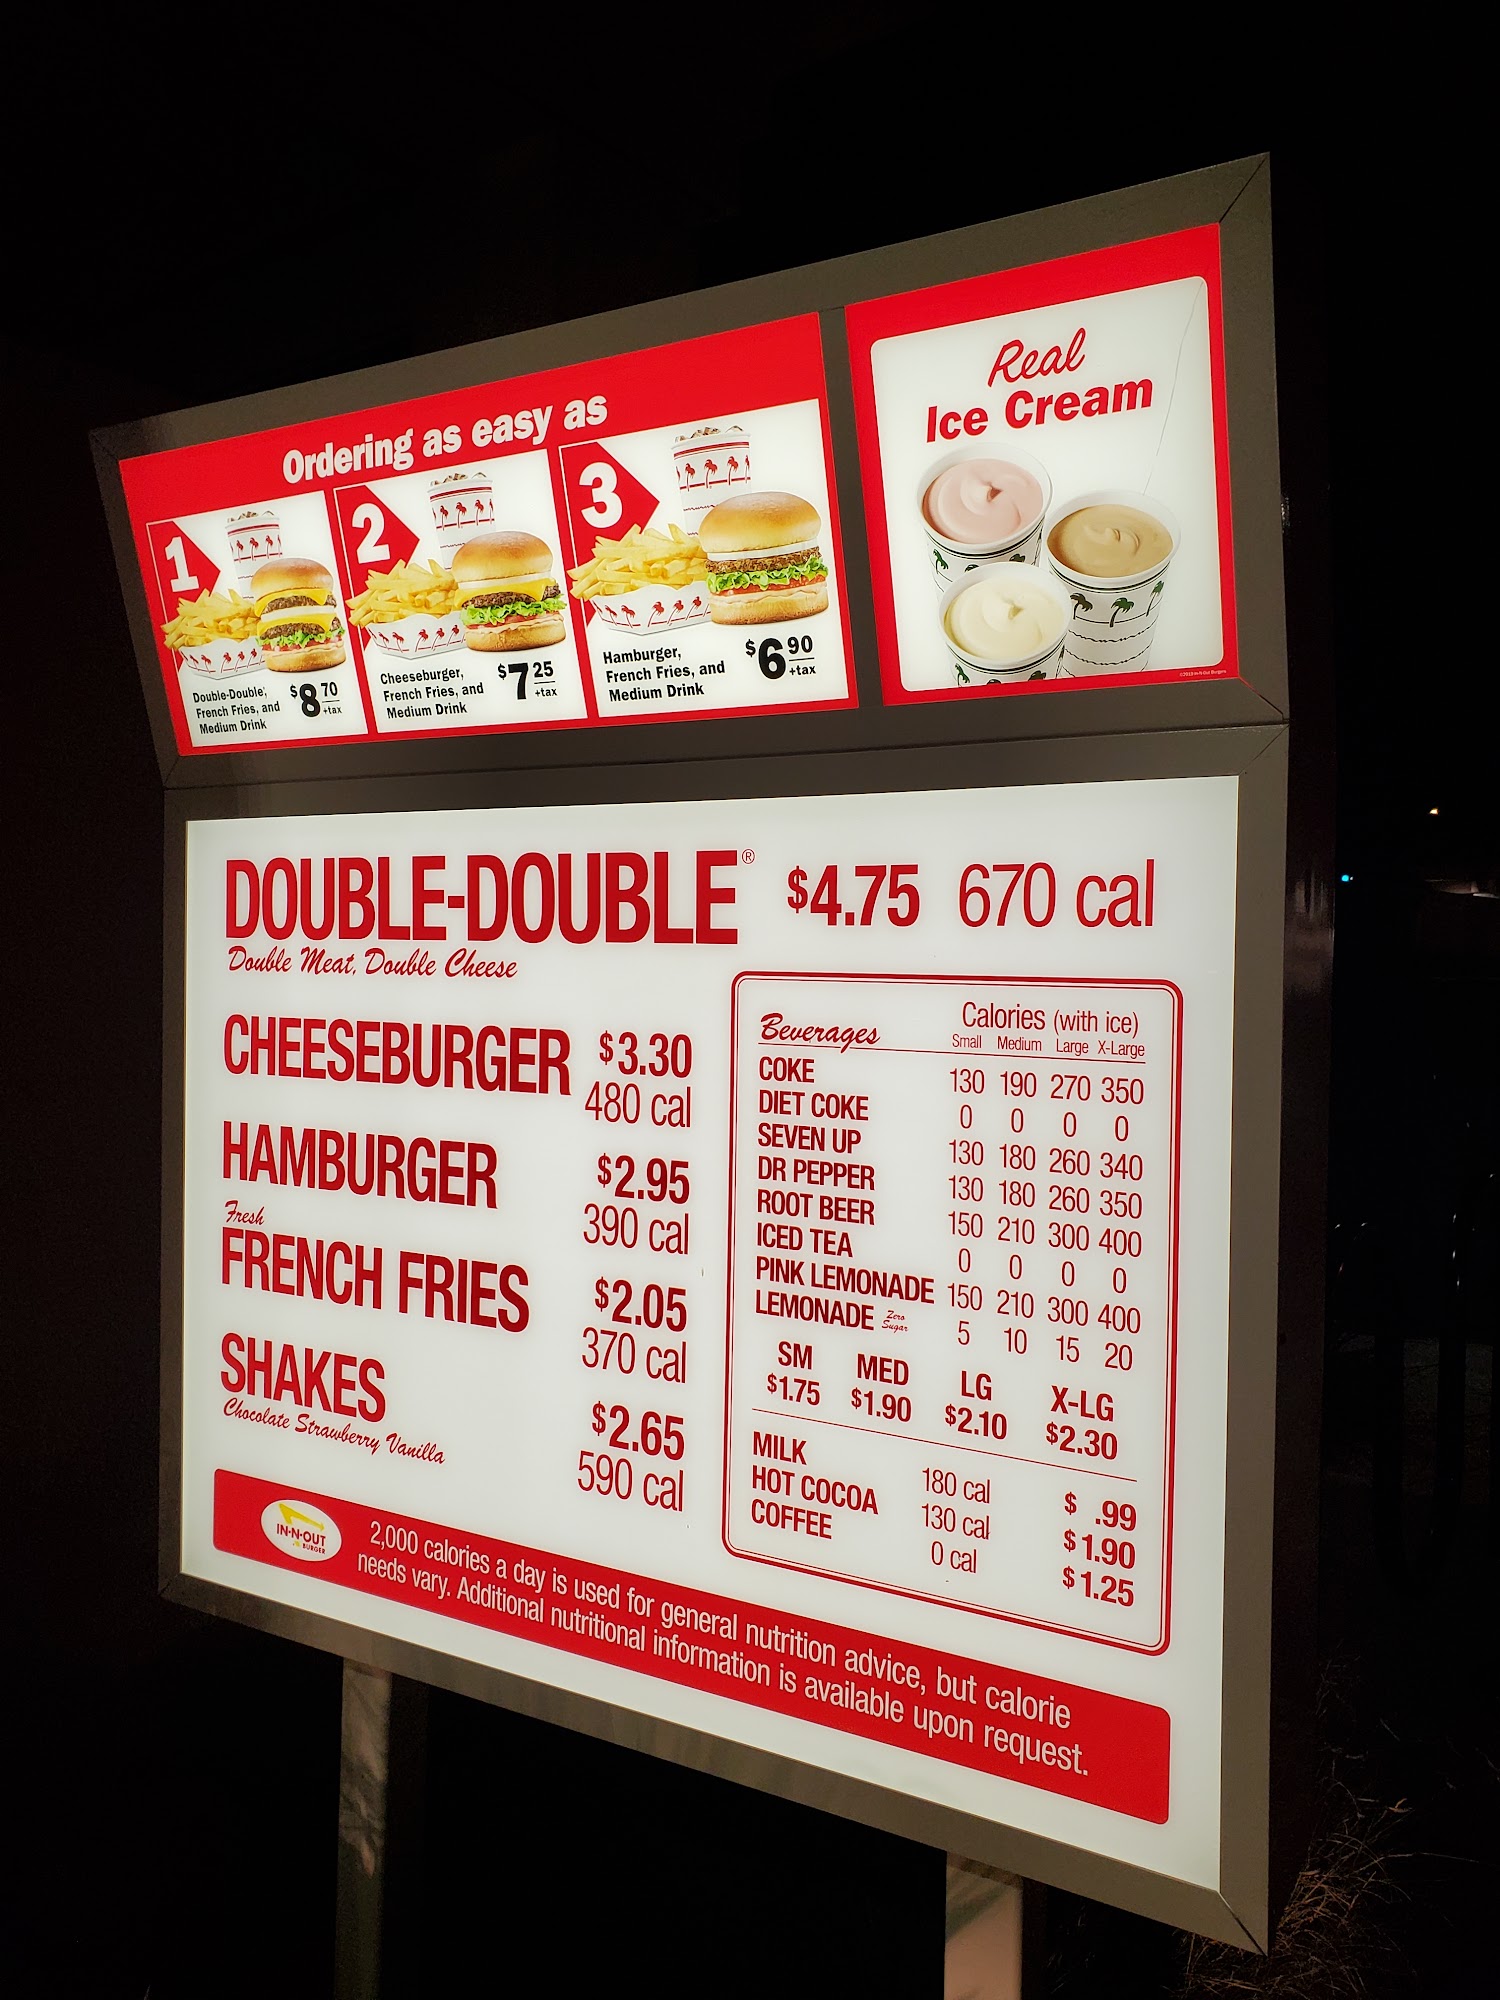 Ordering as easy as
1
Double-Double®,
French Fries, and
Medium Drink
$8.70
+tax
2
Cheeseburger,
French Fries, and
Medium Drink
$7.25
+tax
3
Hamburger,
French Fries, and
Medium Drink
$6.90
+tax
Real
Ice Cream
DOUBLE-DOUBLE® $4.75 670 cal
Double Meat, Double Cheese
CHEESEBURGER $3.30
480 cal
HAMBURGER $2.95
390 cal
Fresh
FRENCH FRIES $2.05
370 cal
SHAKES $2.65
Chocolate Strawberry Vanilla 590 cal
Beverages Calories (with ice)
Small Medium Large X-Large
COKE 130 190 270 350
DIET COKE 0 0 0 0
SEVEN UP 130 180 260 340
DR PEPPER 130 180 260 350
ROOT BEER 150 210 300 400
ICED TEA 0 0 0 0
PINK LEMONADE 150 210 300 400
LEMONADE Zero Sugar 5 10 15 20
SM MED LG X-LG
$1.75 $1.90 $2.10 $2.30
MILK 180 cal $ .99
HOT COCOA 130 cal $1.90
COFFEE 0 cal $1.25
IN-N-OUT
BURGER
2,000 calories a day is used for general nutrition advice, but calorie
needs vary. Additional nutritional information is available upon request.